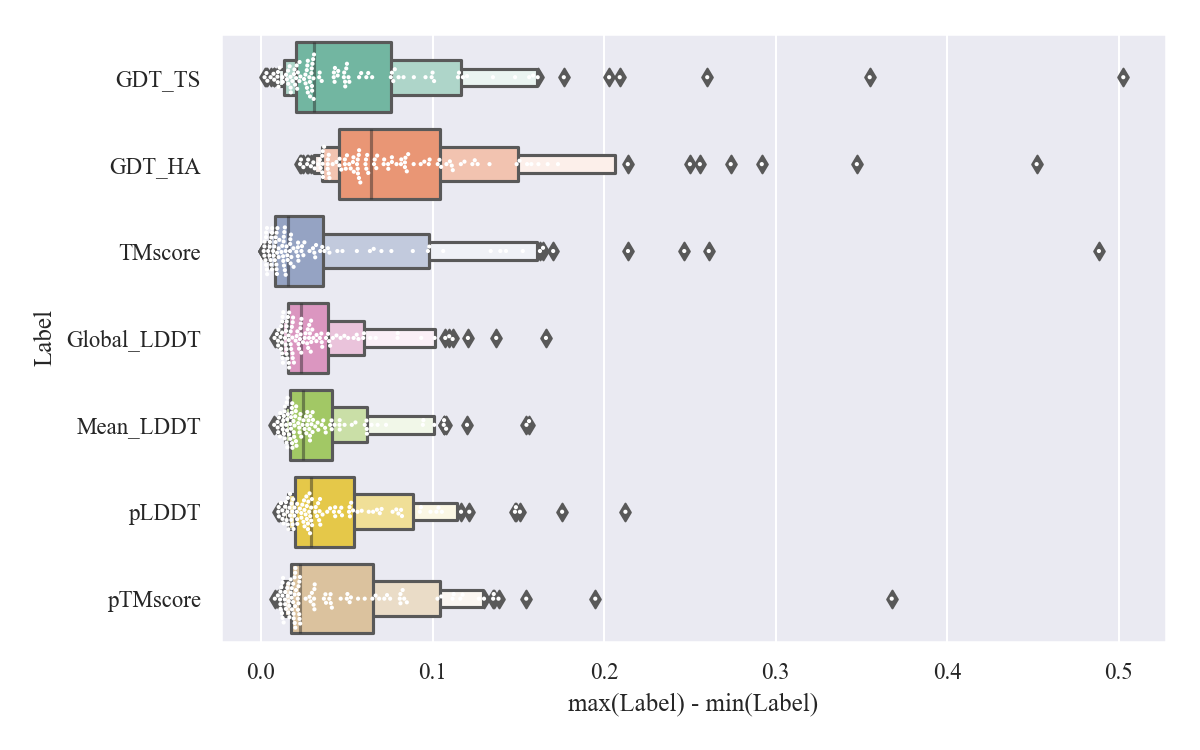 GDT_TS
GDT_HA
TMscore
Global_LDDT
Mean_LDDT
pLDDT
pTMscore
Label
0.0 0.1 0.2 0.3 0.4 0.5
max(Label) - min(Label)